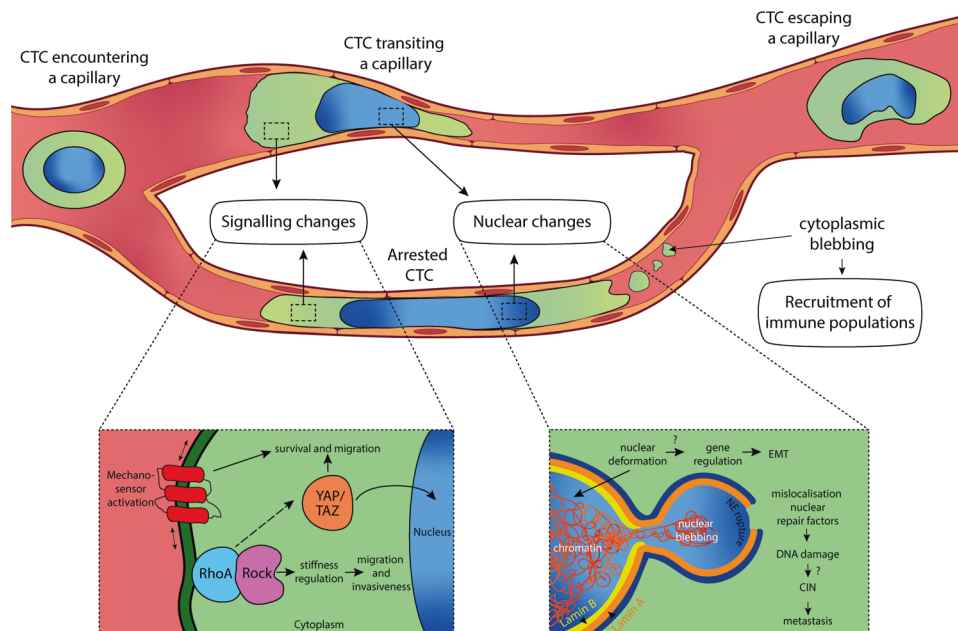 CTC encountering
a capillary
CTC transiting
a capillary
CTC escaping
a capillary
Signalling changes
Nuclear changes
Arrested
CTC
cytoplasmic
blebbing
Recruitment of
immune populations
Mechano-
sensor
activation
survival and migration
YAP/
TAZ
Nucleus
RhoA
Rock
stiffness
regulation
migration
and
invasiveness
Cytoplasm
nuclear
deformation
?
gene
regulation
EMT
chromatin
nuclear
blebbing
NE rupture
Lamin B
Lamin A
mislocalisation
nuclear
repair factors
DNA damage
?
CIN
metastasis